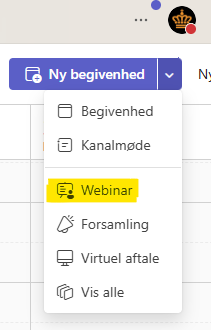 Ny begivenhed
Ny
Begivenhed
Kanalmøde
Webinar
Forsamling
Virtuel aftale
Vis alle